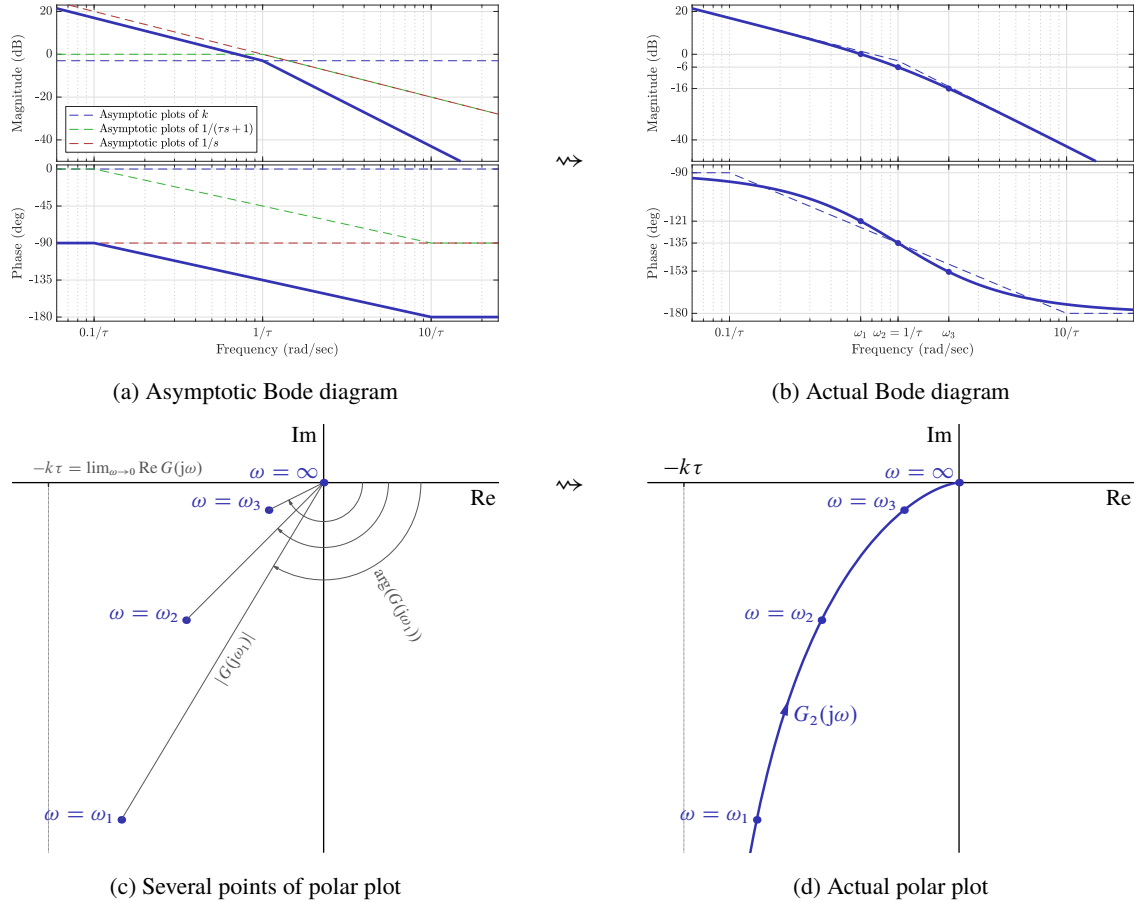 20
0
-20
-40
Magnitude (dB)
Asymptotic plots of k
Asymptotic plots of 1/(τs + 1)
Asymptotic plots of 1/s
0
-45
-90
-135
-180
Phase (deg)
0.1/τ 1/τ 10/τ
Frequency (rad/sec)
(a) Asymptotic Bode diagram
⇝
20
0
-6
-16
-40
Magnitude (dB)
-90
-121
-135
-153
-180
Phase (deg)
0.1/τ ω₁ ω₂ = 1/τ ω₃ 10/τ
Frequency (rad/sec)
(b) Actual Bode diagram
Im
−kτ = lim_{ω→0} Re G(jω)
ω = ∞
Re
ω = ω₃
arg(G(jω₁))
ω = ω₂
|G(jω₁)|
ω = ω₁
(c) Several points of polar plot
⇝
Im
−kτ
ω = ∞
Re
ω = ω₃
ω = ω₂
G₂(jω)
ω = ω₁
(d) Actual polar plot